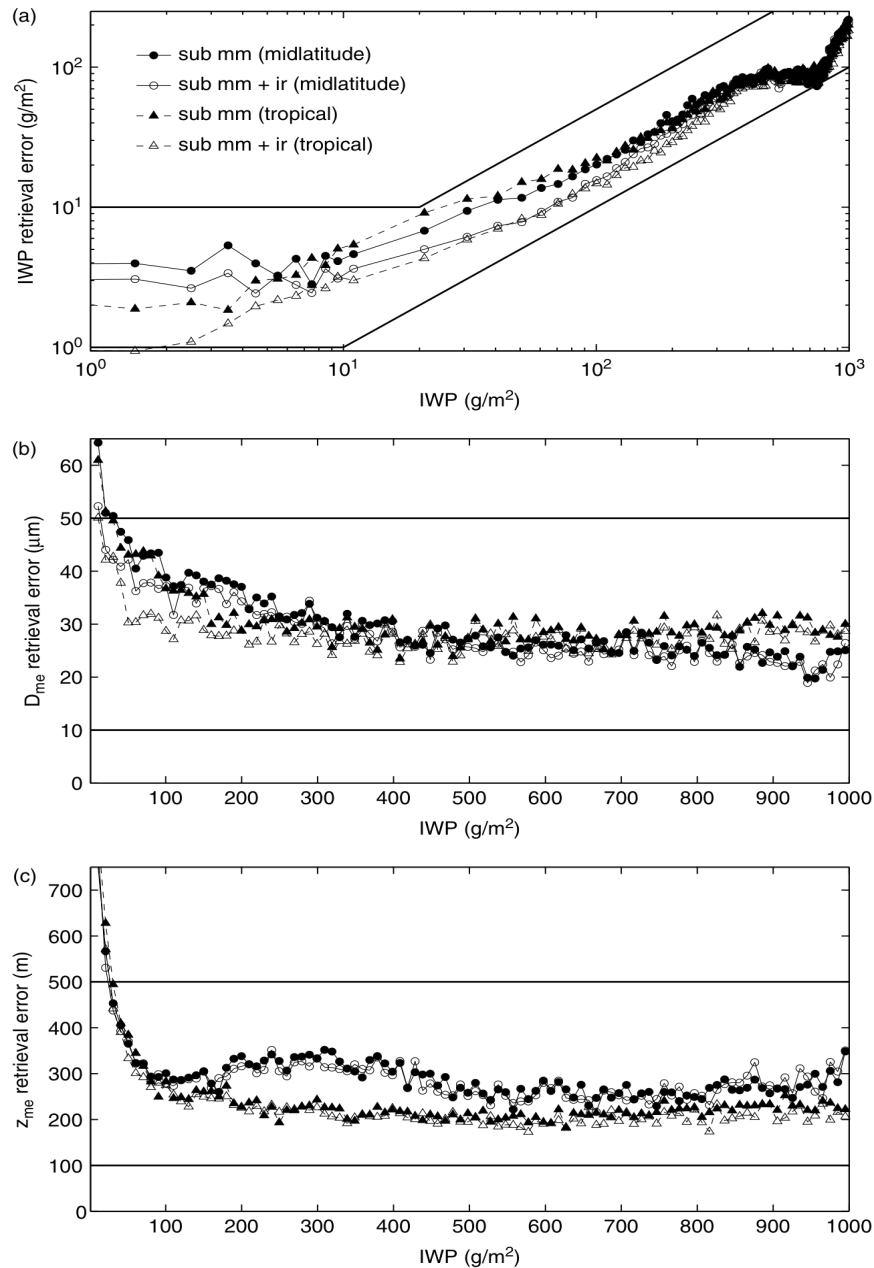 (a)
10²
10¹
10⁰
IWP retrieval error (g/m²)
sub mm (midlatitude)
sub mm + ir (midlatitude)
sub mm (tropical)
sub mm + ir (tropical)
10⁰ 10¹ 10² 10³
IWP (g/m²)
(b)
60
50
40
30
20
10
0
Dme retrieval error (μm)
100 200 300 400 500 600 700 800 900 1000
IWP (g/m²)
(c)
700
600
500
400
300
200
100
0
zme retrieval error (m)
100 200 300 400 500 600 700 800 900 1000
IWP (g/m²)